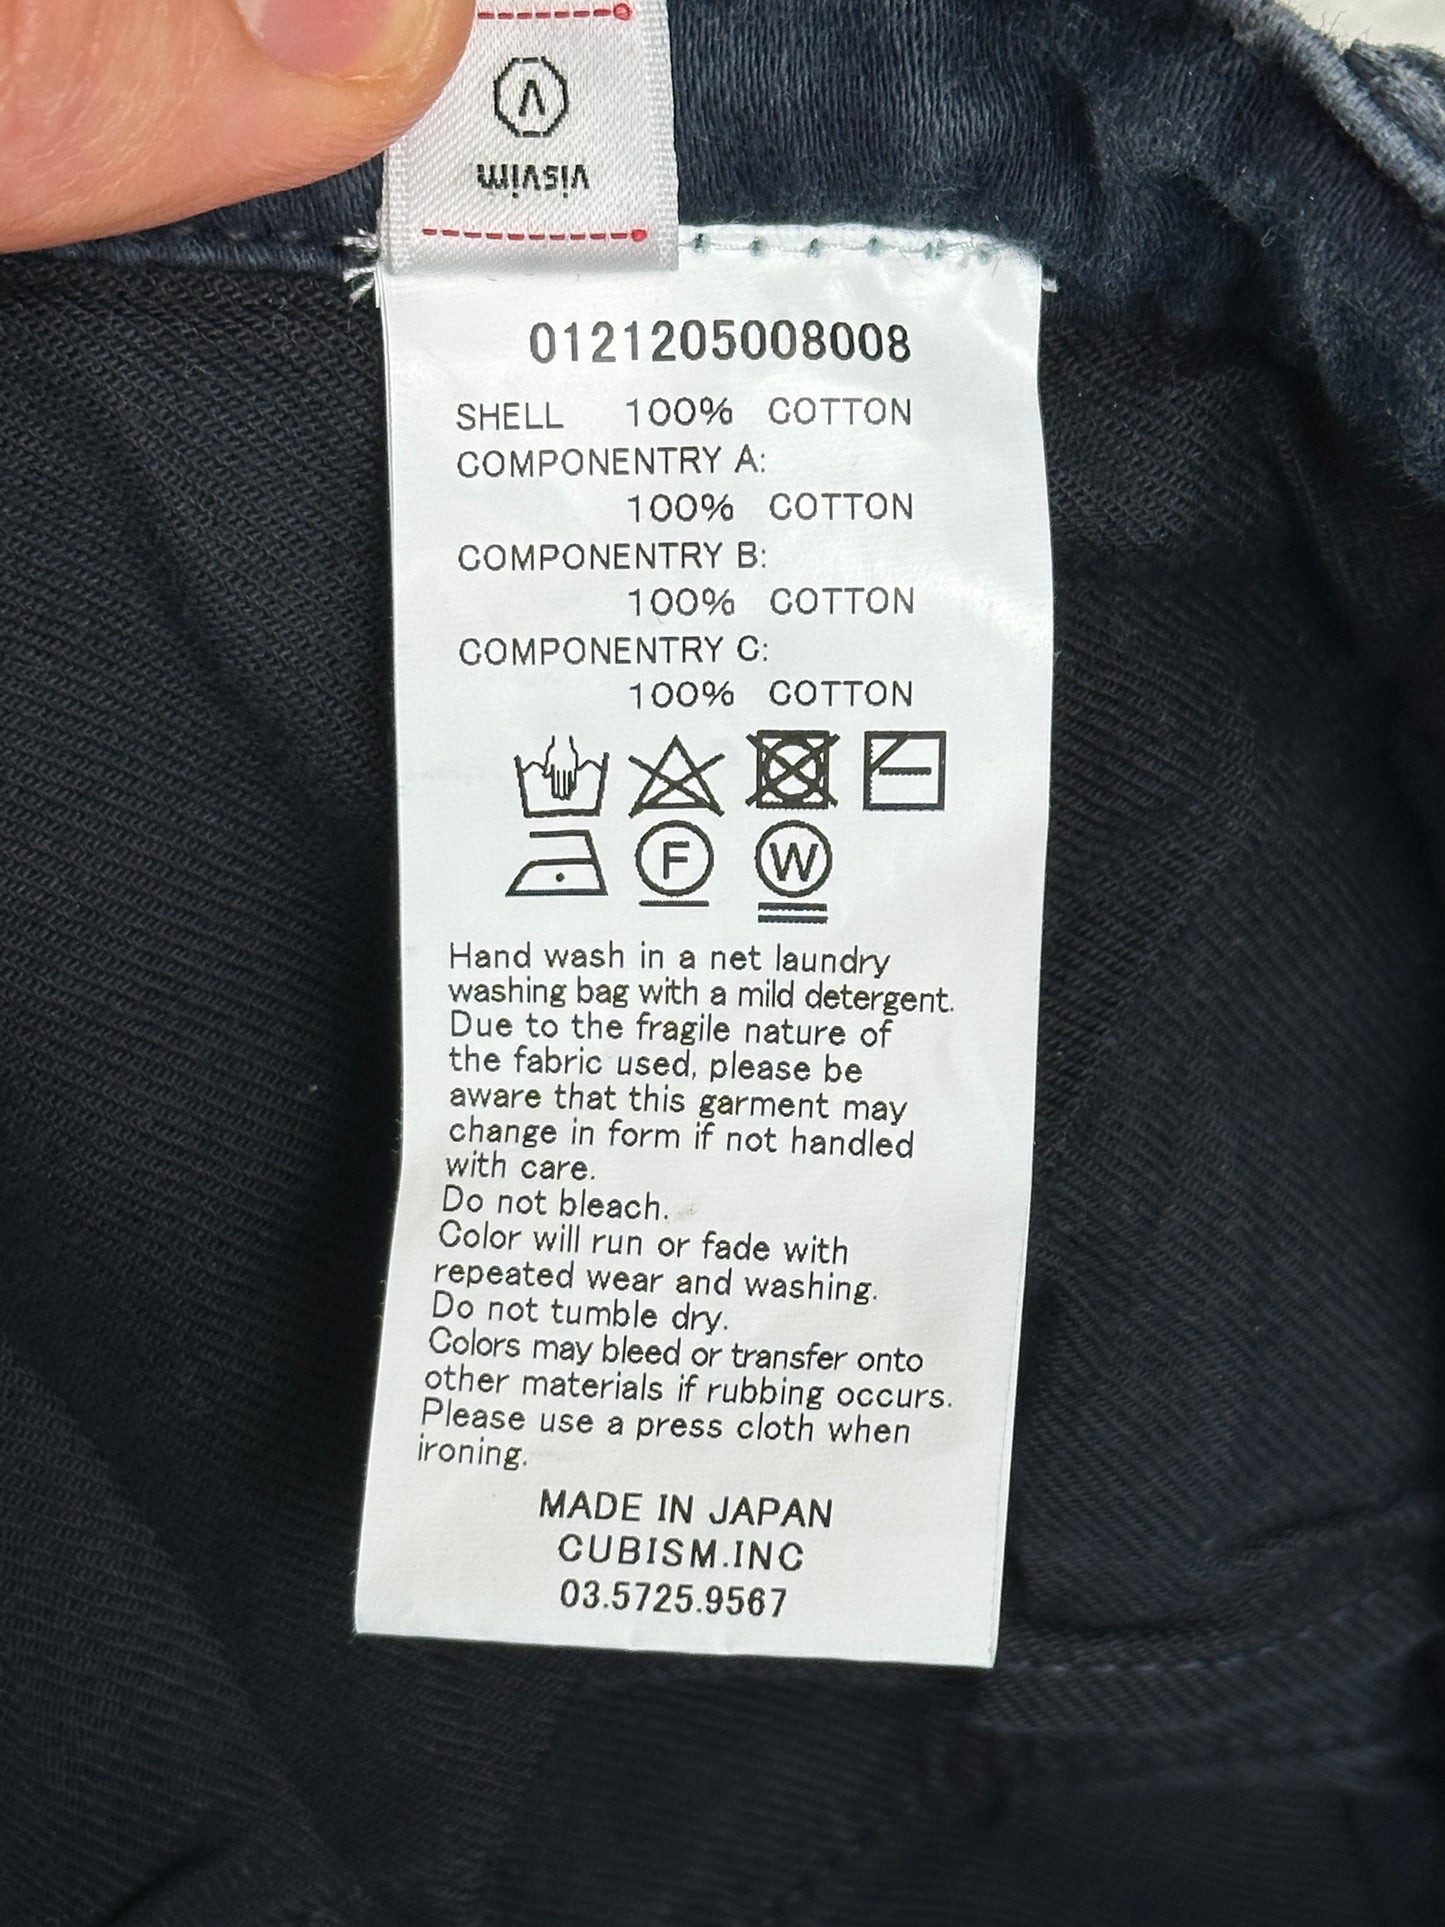 V
visvim
0121205008008
SHELL 100% COTTON
COMPONENTRY A:
100% COTTON
COMPONENTRY B:
100% COTTON
COMPONENTRY C:
100% COTTON
F W
Hand wash in a net laundry
washing bag with a mild detergent.
Due to the fragile nature of
the fabric used, please be
aware that this garment may
change in form if not handled
with care.
Do not bleach.
Color will run or fade with
repeated wear and washing.
Do not tumble dry.
Colors may bleed or transfer onto
other materials if rubbing occurs.
Please use a press cloth when
ironing.
MADE IN JAPAN
CUBISM.INC
03.5725.9567